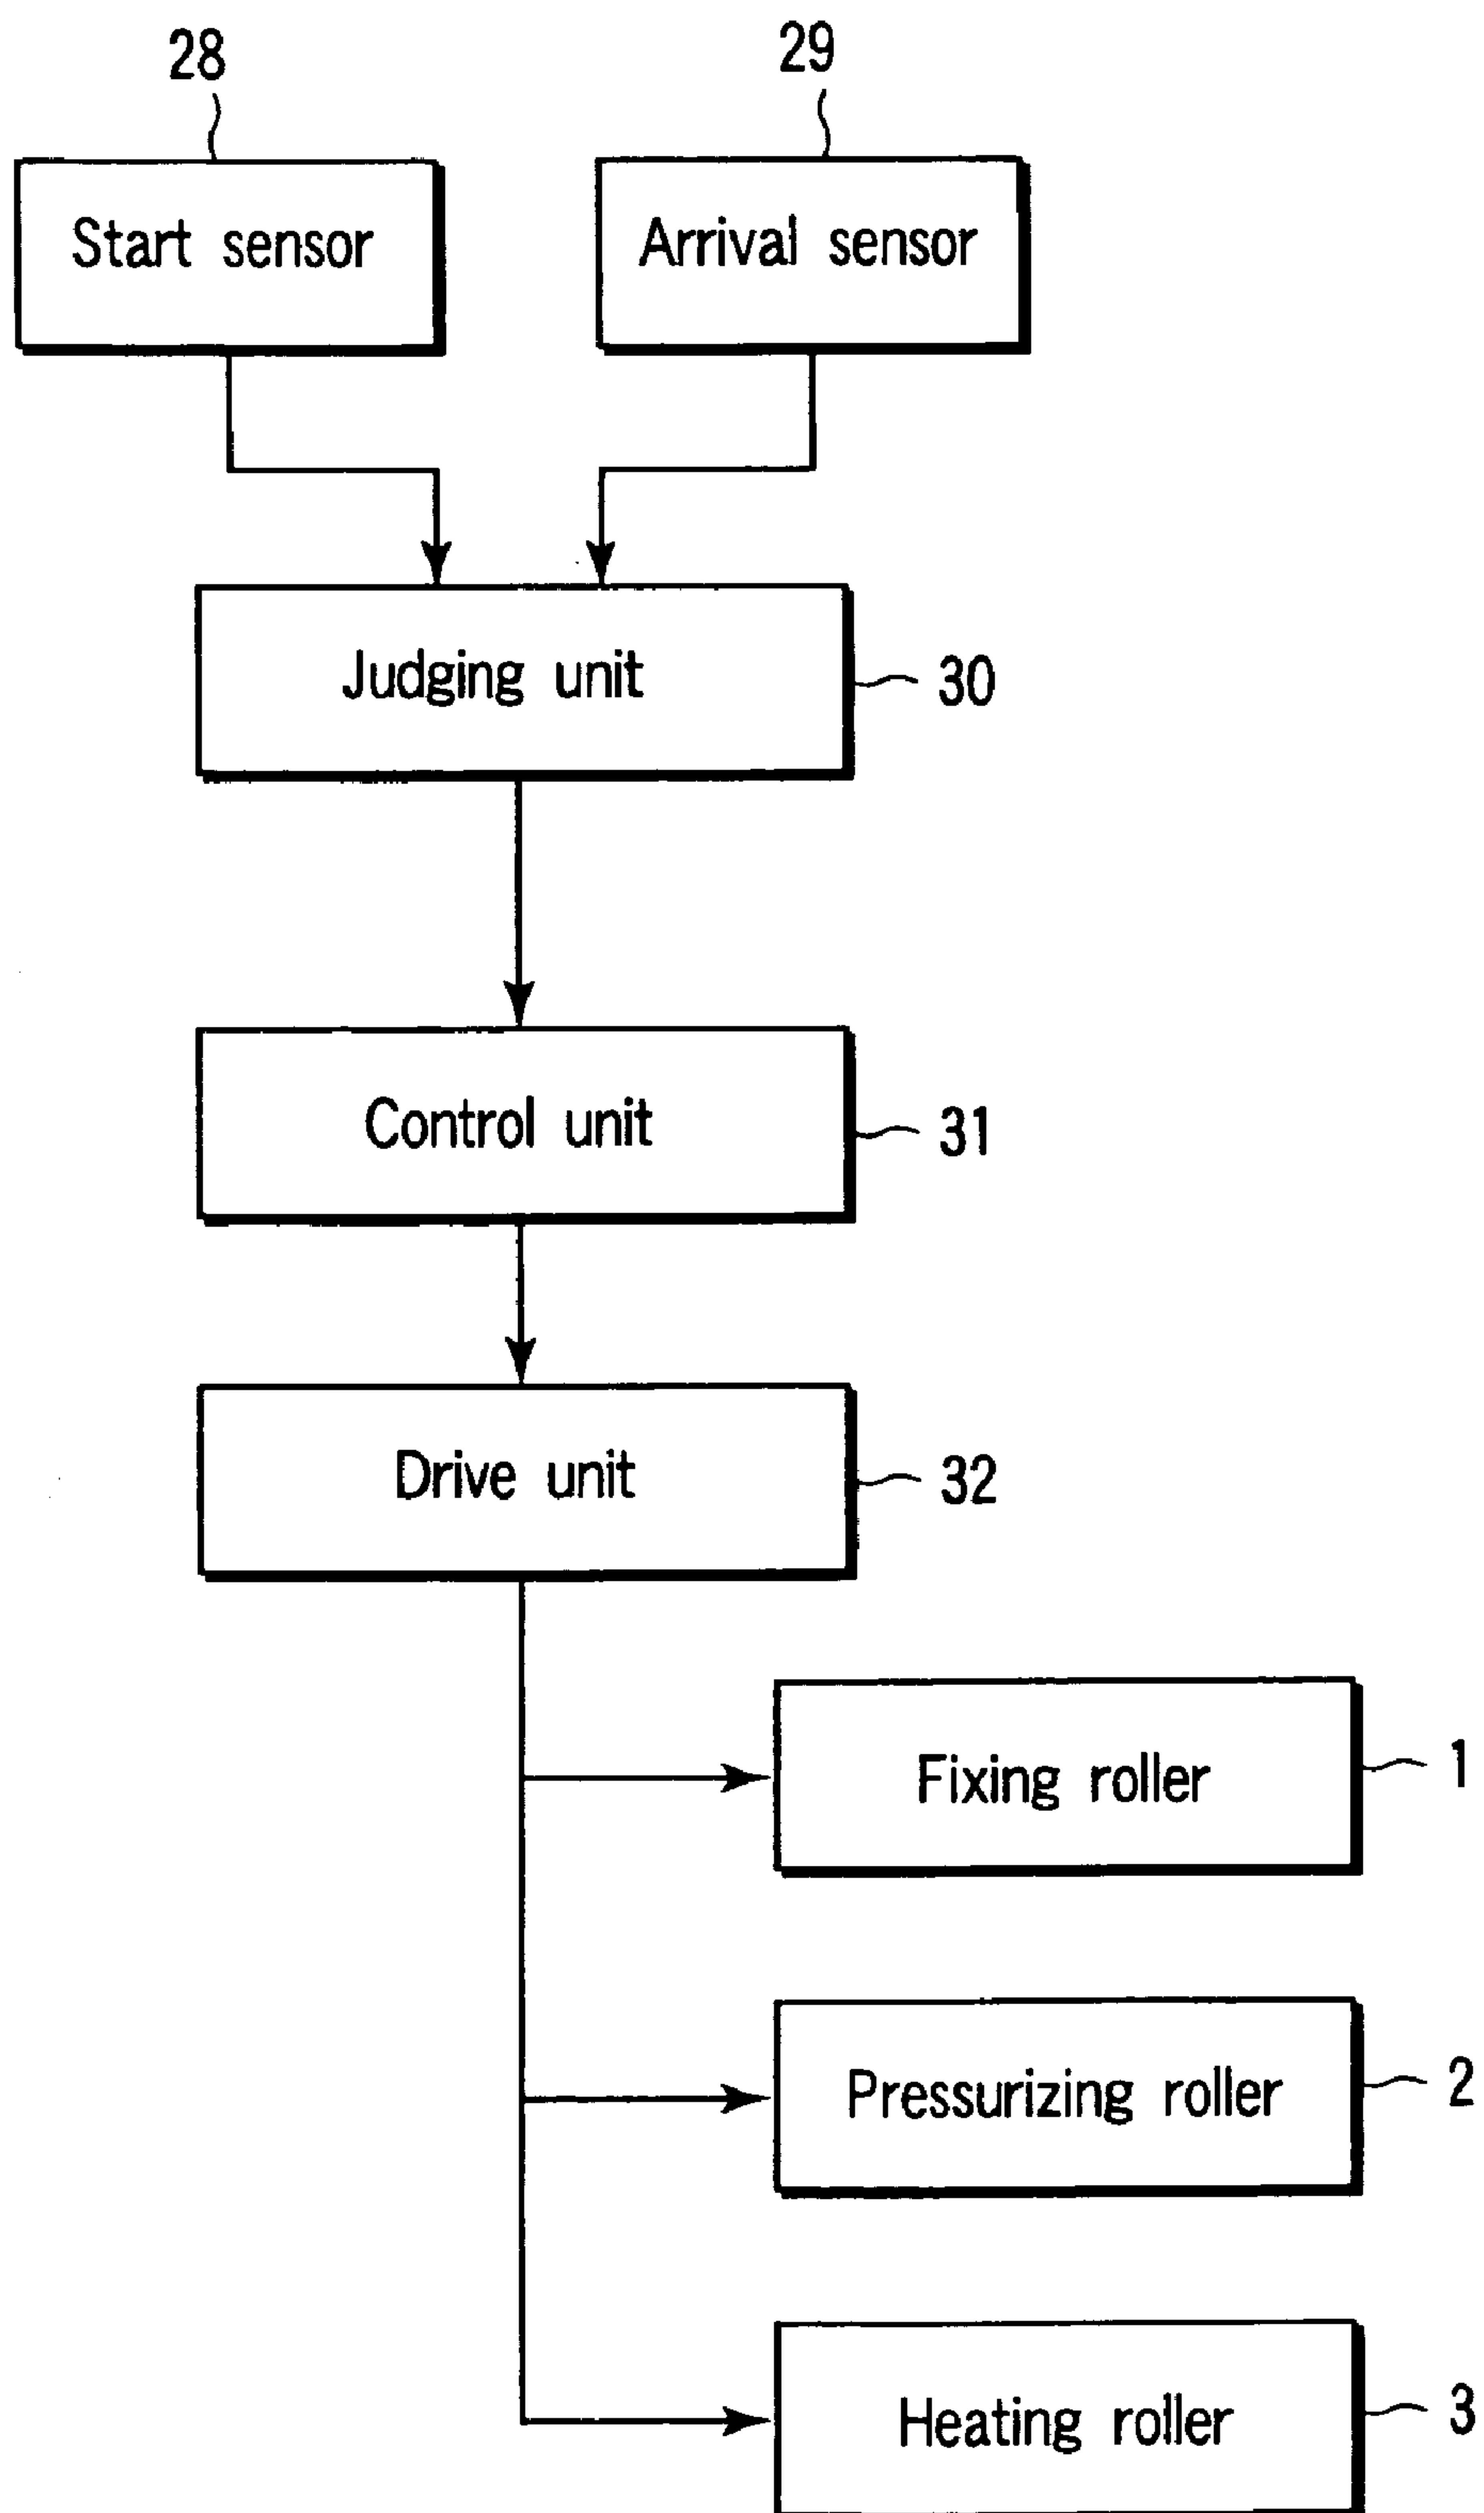 28
29
Start sensor
Arrival sensor
Judging unit
30
Control unit
31
Drive unit
32
Fixing roller
1
Pressurizing roller
2
Heating roller
3